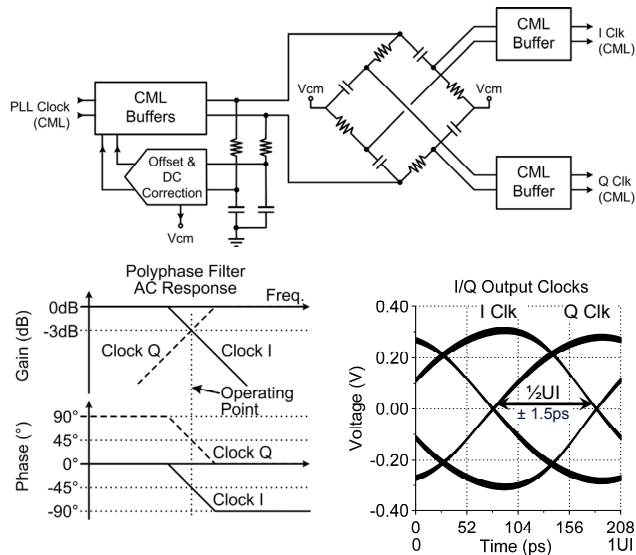 CML
Buffer
I Clk
(CML)
Vcm
Vcm
PLL Clock
(CML)
CML
Buffers
Offset &
DC
Correction
Vcm
CML
Buffer
Q Clk
(CML)
Polyphase Filter
AC Response
Freq.
0dB
-3dB
Gain (dB)
Clock Q
Clock I
Operating
Point
90°
45°
0°
-45°
-90°
Phase (°)
Clock Q
Clock I
I/Q Output Clocks
I Clk
Q Clk
0.40
0.20
0.00
-0.20
-0.40
Voltage (V)
½UI
± 1.5ps
0 52 104 156 208
0 Time (ps) 1UI